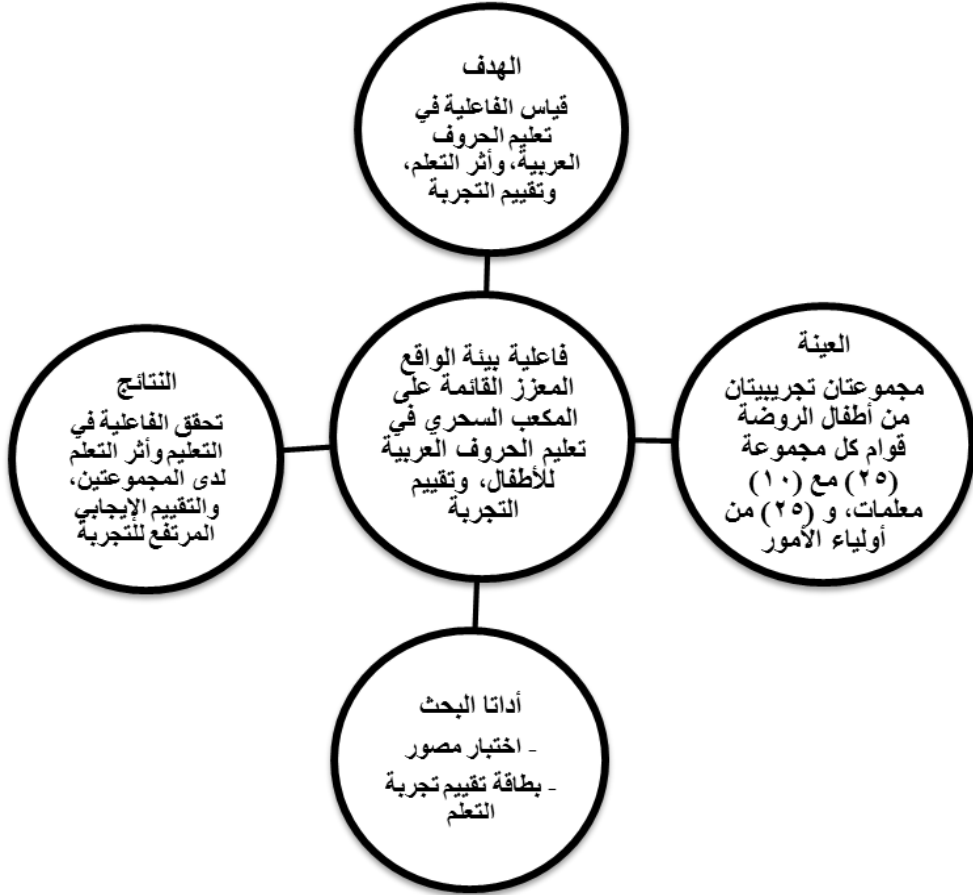 الهدف
قياس الفاعلية في
تعليم الحروف
العربية، وأثر التعلم،
وتقييم التجربة
فاعلية بيئة الواقع
المعزز القائمة على
المكعب السحري في
تعليم الحروف العربية
للأطفال، وتقييم
التجربة
العينة
مجموعتان تجريبيتان
من أطفال الروضة
قوام كل مجموعة
(٢٥) مع (١٠)
معلمات، و (٢٥) من
أولياء الأمور
النتائج
تحقق الفاعلية في
التعليم وأثر التعلم
لدى المجموعتين،
والتقييم الإيجابي
المرتفع للتجربة
أداتا البحث
- اختبار مصور
- بطاقة تقييم تجربة
التعلم